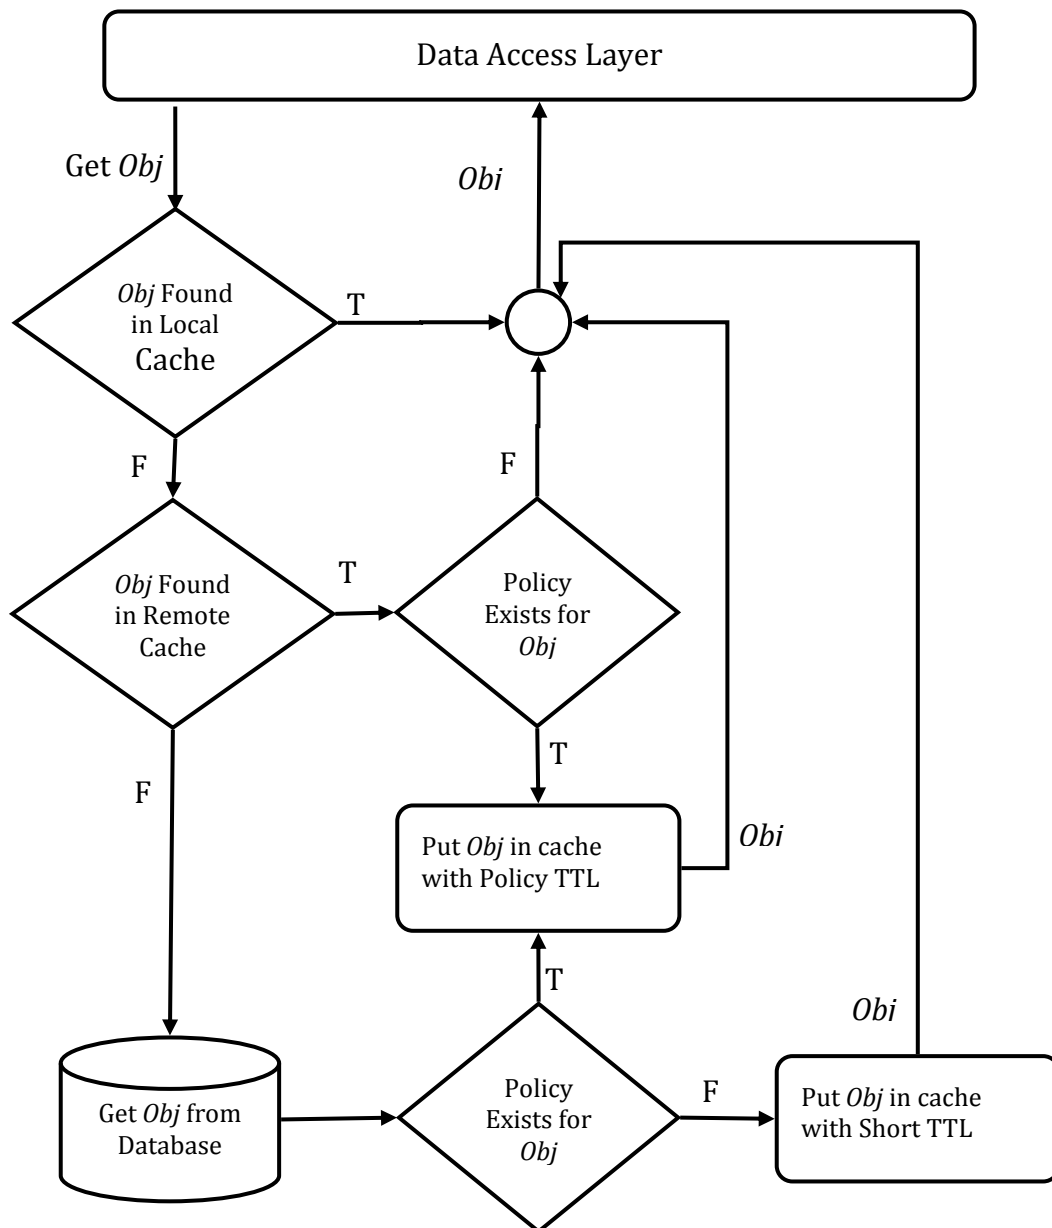 Data Access Layer
Get Obj
Obi
Obj Found
in Local
Cache
T
F
F
Obj Found
in Remote
Cache
T
Policy
Exists for
Obj
F
T
Put Obj in cache
with Policy TTL
Obi
T
Obi
Get Obj from
Database
Policy
Exists for
Obj
F
Put Obj in cache
with Short TTL